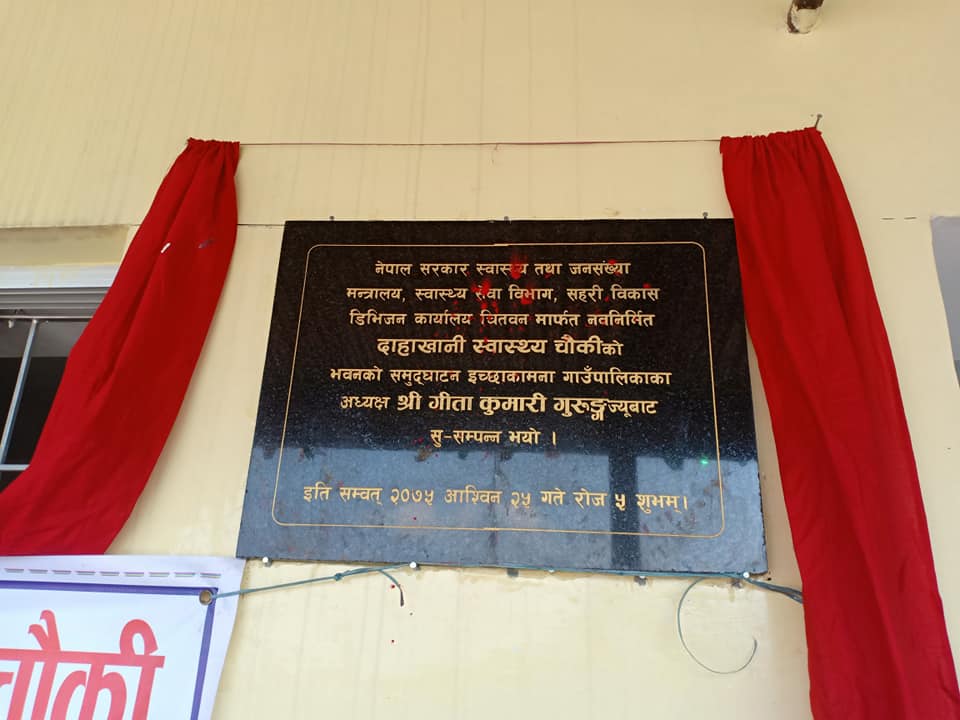 नेपाल सरकार स्वास्थ्य तथा जनसंख्या
मन्त्रालय, स्वास्थ्य सेवा विभाग, सहरी विकास
डिभिजन कार्यालय चितवन मार्फत नवनिर्मित
दाहाखानी स्वास्थ्य चौकीको
भवनको समुद्घाटन इच्छाकामना गाउँपालिकाका
अध्यक्ष श्री गीता कुमारी गुरुङ्गज्यूबाट
सु-सम्पन्न भयो ।
इति सम्वत् २०७५ आश्विन २५ गते रोज ५ शुभम्।
चौकी